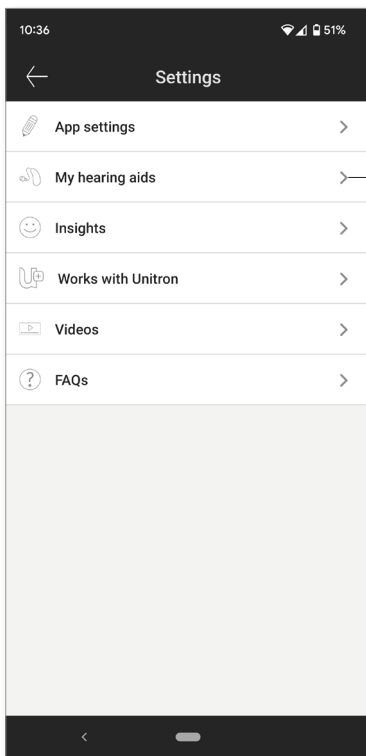 10:36 51%
Settings
App settings
My hearing aids
Insights
Works with Unitron
Videos
FAQs